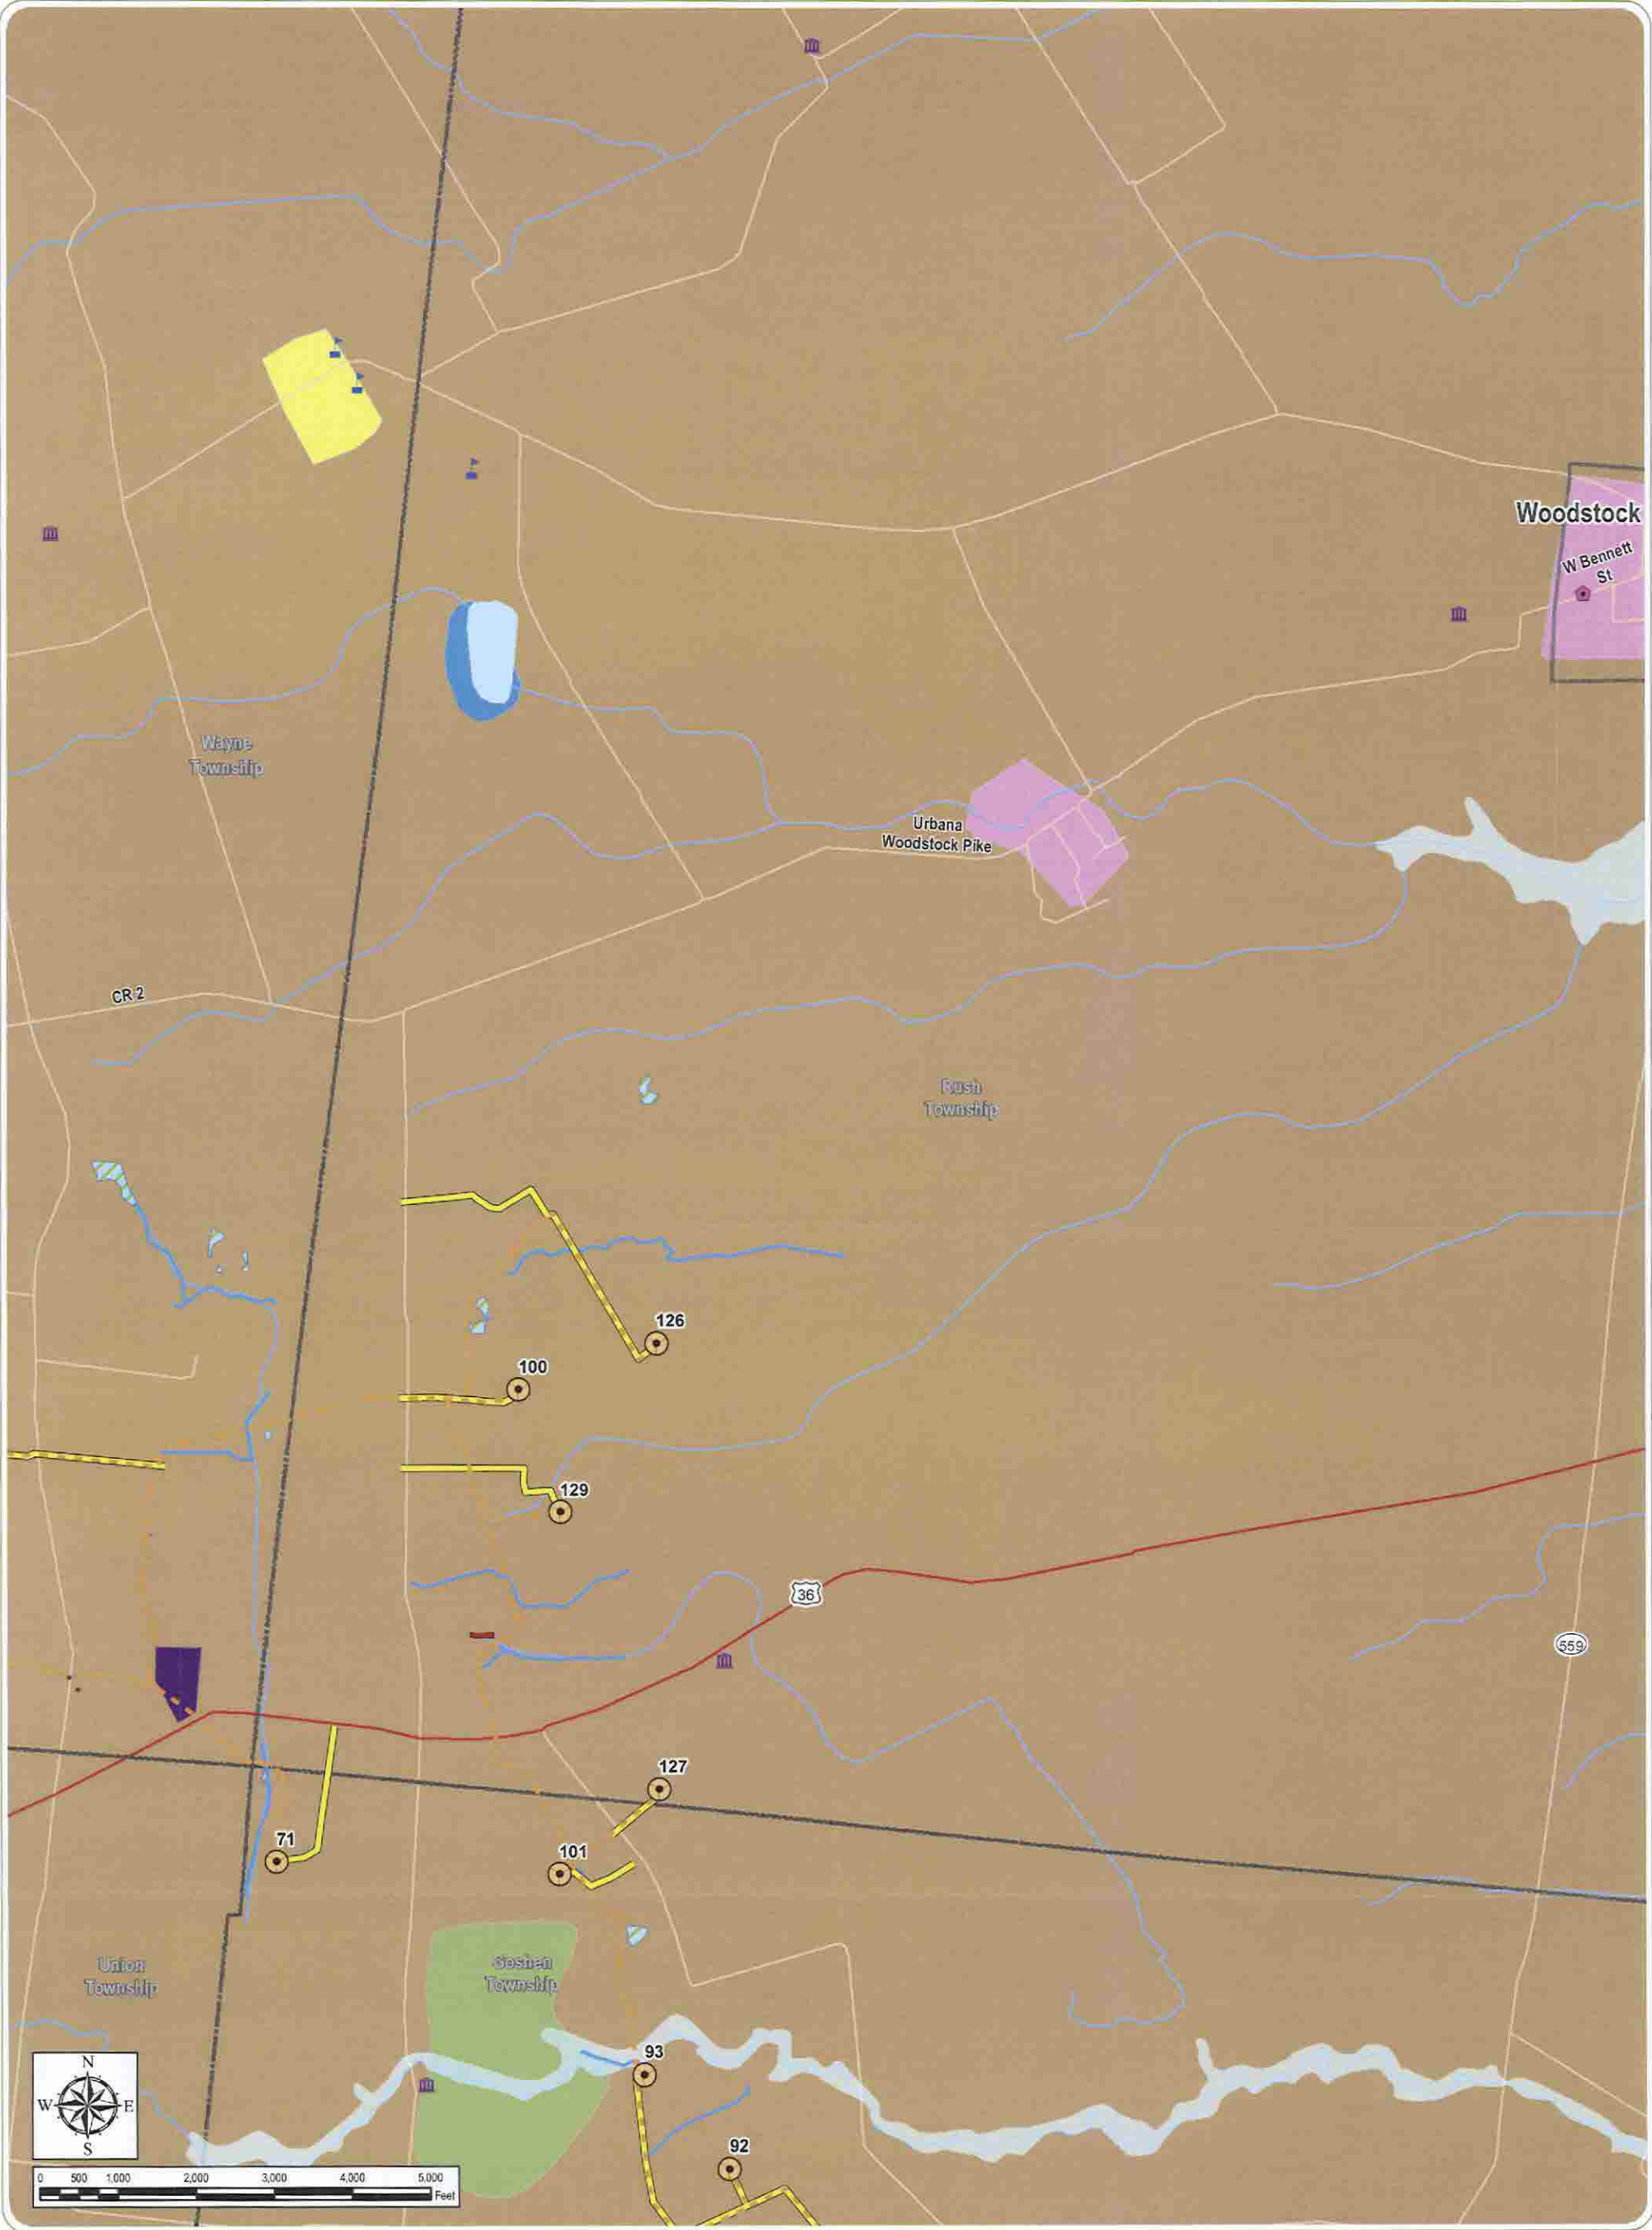 Woodstock
W Bennett
St
Wayne
Township
Urbana
Woodstock Pike
CR 2
Rush
Township
126
100
129
36
559
127
71
101
Union
Township
Goshen
Township
93
92
N
W
E
S
0 500 1,000 2,000 3,000 4,000 5,000
Feet